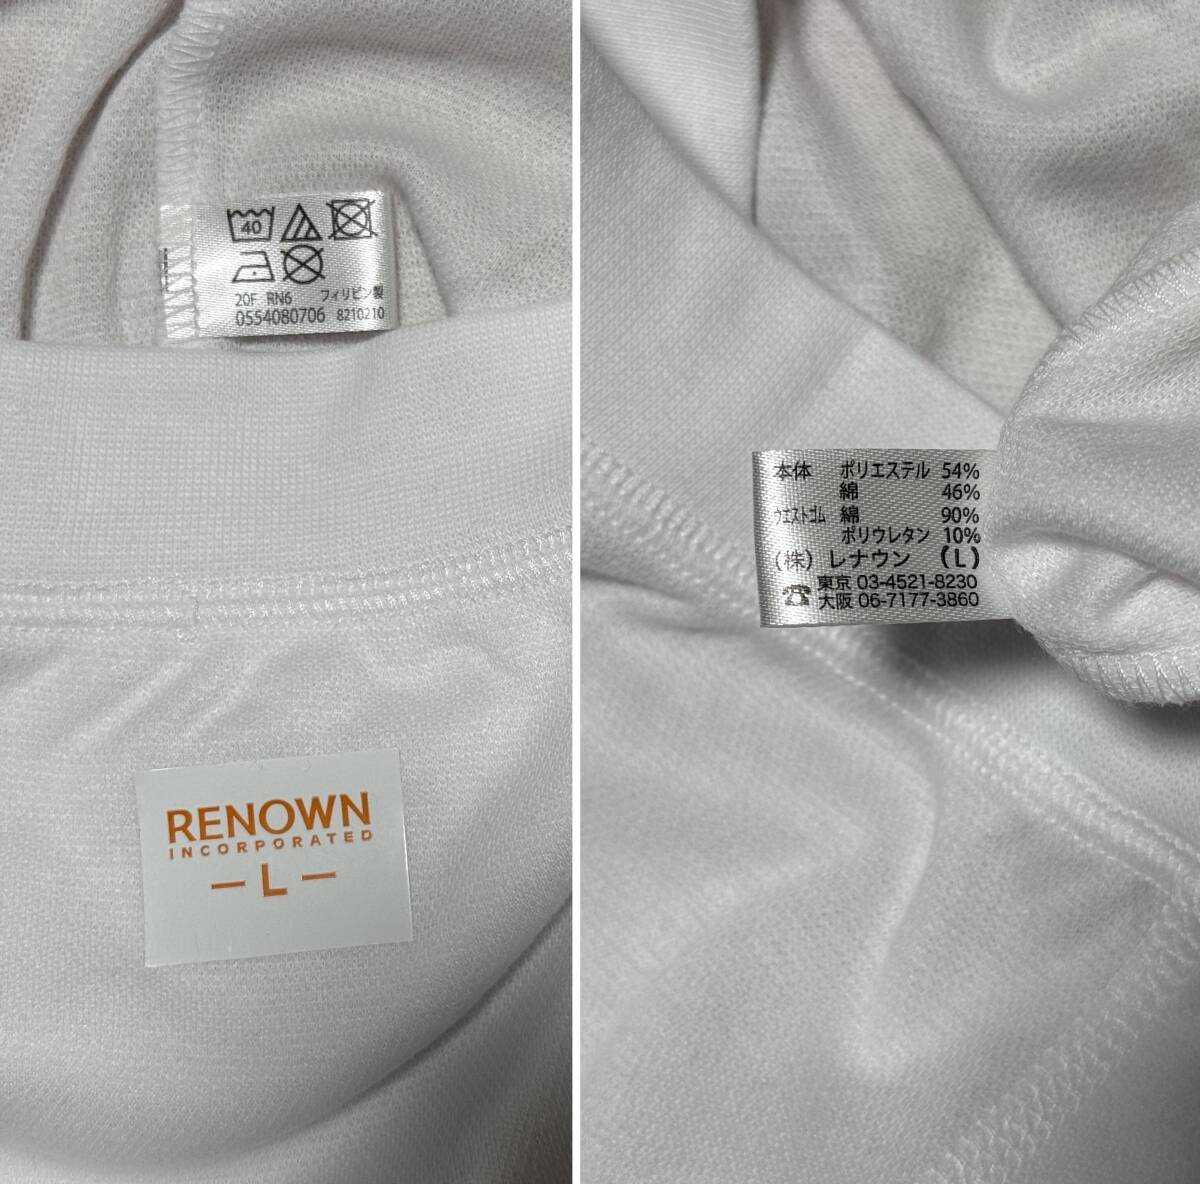 40
20F RN6 フィリピン製
0554080706 8210210
RENOWN
INCORPORATED
— L —
本体 ポリエステル 54%
綿 46%
ウエストゴム 綿 90%
ポリウレタン 10%
(株) レナウン (L)
☎ 東京 03-4521-8230
大阪 06-7177-3860